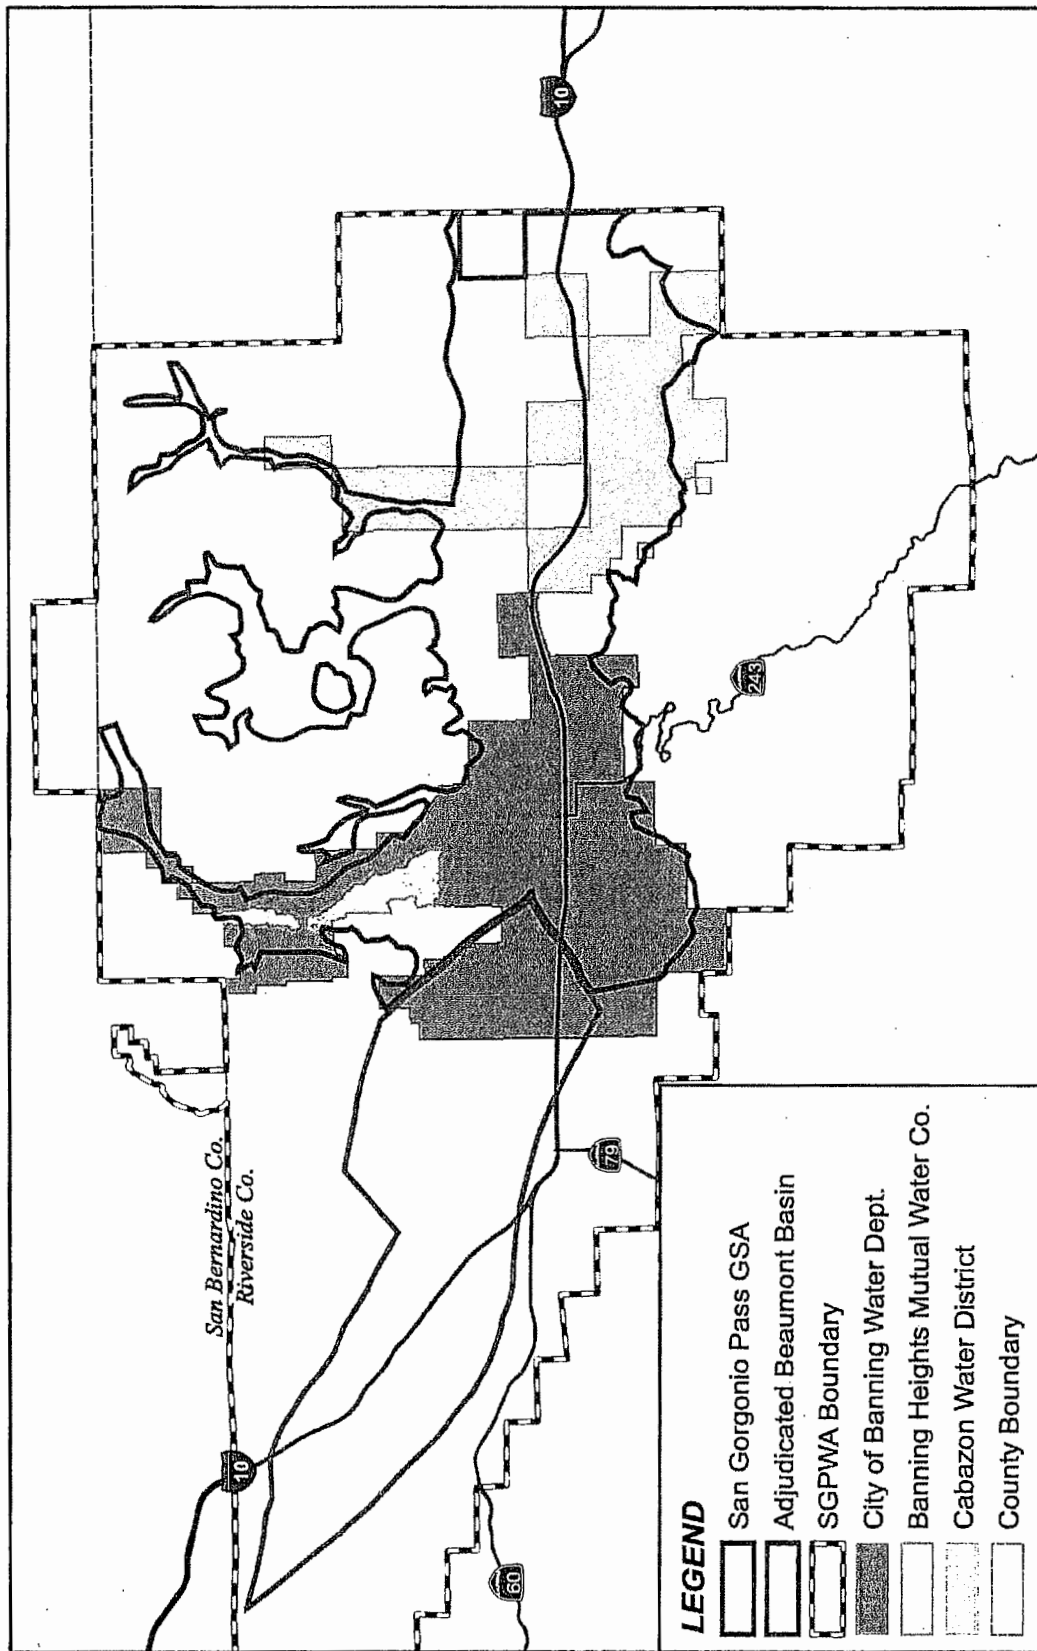 San Bernardino Co.
Riverside Co.
10
10
60
79
243
LEGEND
San Gorgonio Pass GSA
Adjudicated Beaumont Basin
SGPWA Boundary
City of Banning Water Dept.
Banning Heights Mutual Water Co.
Cabazon Water District
County Boundary